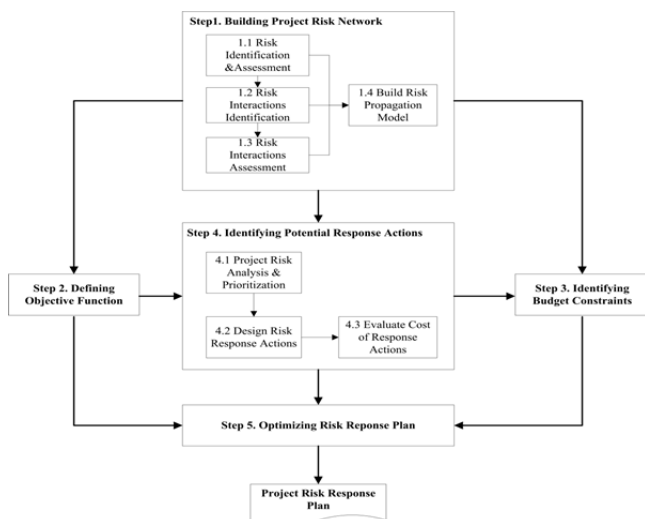 Step1. Building Project Risk Network
1.1 Risk
Identification
&Assessment
1.2 Risk
Interactions
Identification
1.3 Risk
Interactions
Assessment
1.4 Build Risk
Propagation
Model
Step 4. Identifying Potential Response Actions
4.1 Project Risk
Analysis &
Prioritization
4.2 Design Risk
Response Actions
4.3 Evaluate Cost
of Response
Actions
Step 2. Defining
Objective Function
Step 3. Identifying
Budget Constraints
Step 5. Optimizing Risk Reponse Plan
Project Risk Response
Plan